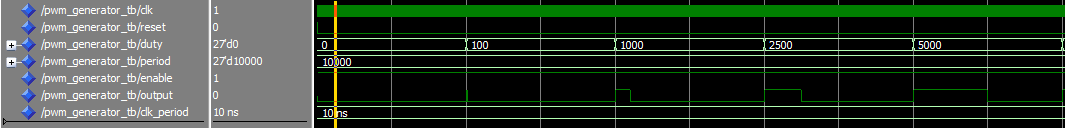 /pwm_generator_tb/clk 1
/pwm_generator_tb/reset 0
/pwm_generator_tb/duty 27'd0 0 100 1000 2500 5000
/pwm_generator_tb/period 27'd10000 10000
/pwm_generator_tb/enable 1
/pwm_generator_tb/output 0
/pwm_generator_tb/clk_period 10 ns 10 ns